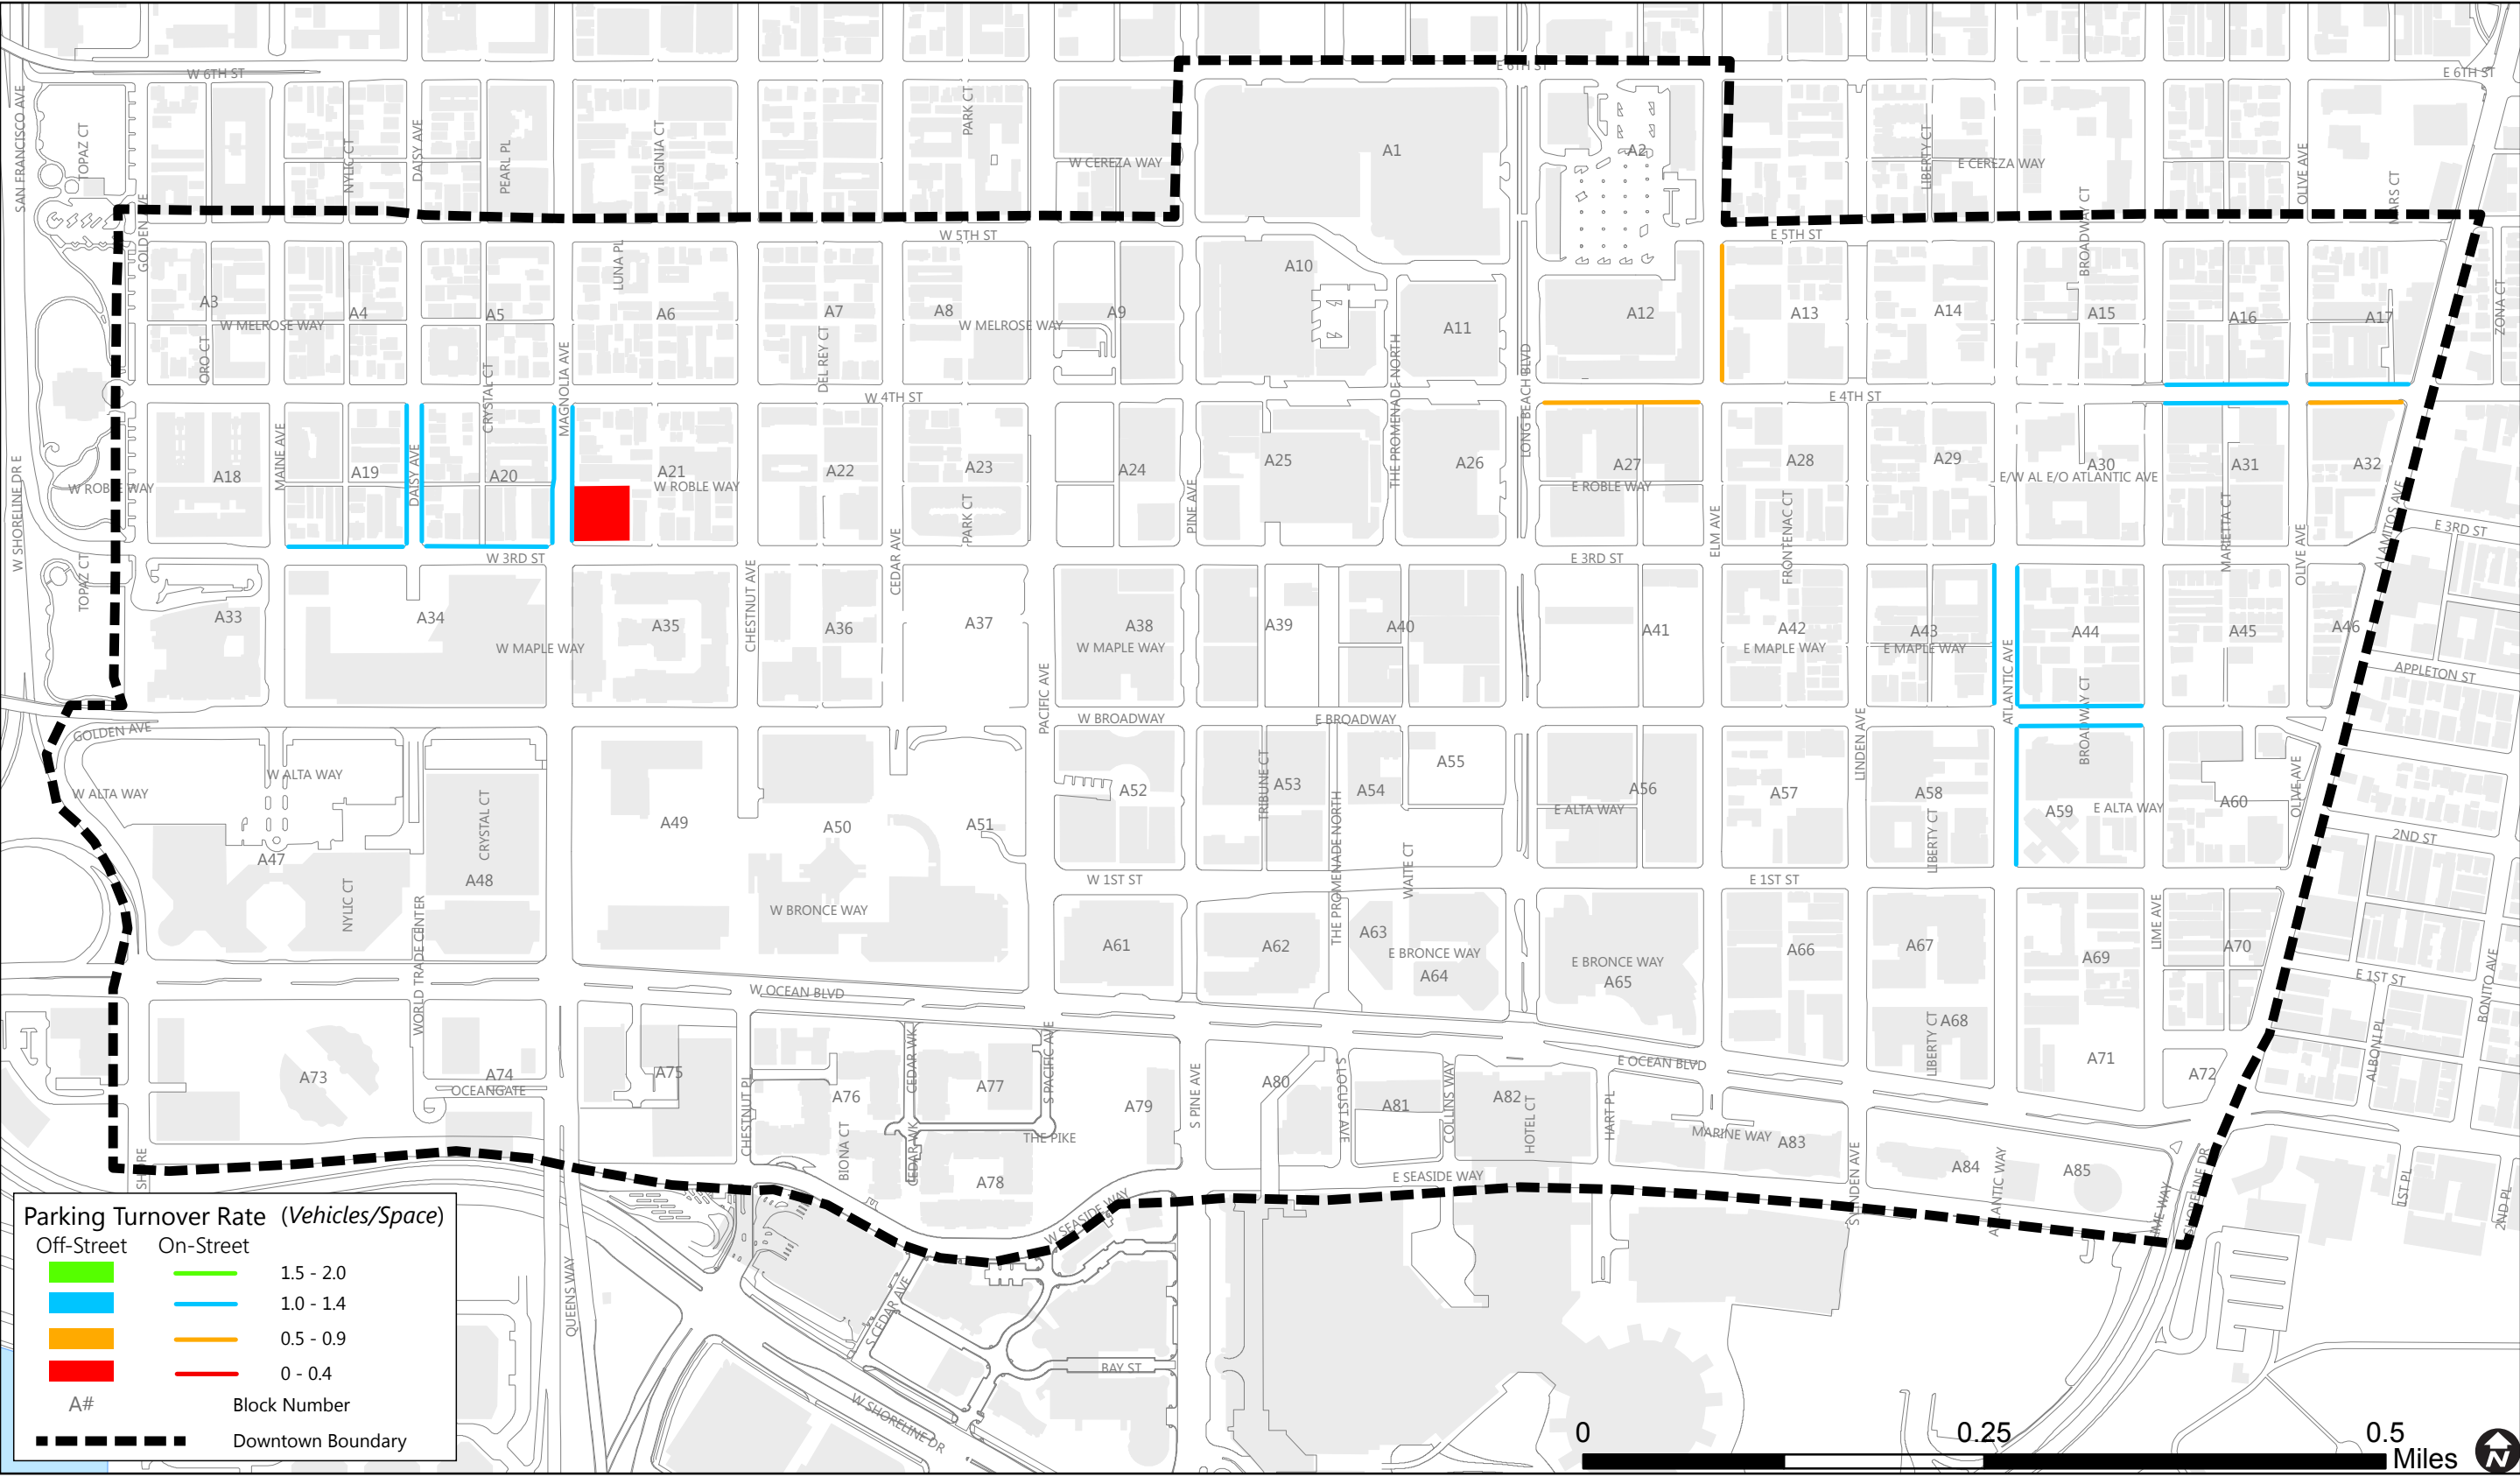 W 6TH ST
E 6TH ST
E 6TH ST
SAN FRANCISCO AVE
TOPAZ CT
NYLIC CT
DAISY AVE
PEARL PL
VIRGINIA CT
PARK CT
W CEREZA WAY
A1
A2
LIBERTY CT
E CEREZA WAY
BROADWAY CT
OLIVE AVE
MARS CT
GOLDEN AVE
LUNA PL
W 5TH ST
E 5TH ST
ZONA CT
A3
A4
A5
A6
A7
A8
A9
A10
A11
A12
A13
A14
A15
A16
A17
W MELROSE WAY
W MELROSE WAY
ORO CT
CRYSTAL CT
MAGNOLIA AVE
DEL REY CT
THE PROMENADE NORTH
LONG BEACH BLVD
W 4TH ST
E 4TH ST
W SHORELINE DR E
W ROBLE WAY
MAINE AVE
DAISY AVE
A18
A19
A20
A21
W ROBLE WAY
A22
A23
A24
A25
A26
A27
E ROBLE WAY
A28
A29
A30
E/W AL E/O ATLANTIC AVE
A31
A32
PARK CT
PINE AVE
ELM AVE
FRONTENAC CT
MARIETTA CT
OLIVE AVE
ALAMITOS AVE
E 3RD ST
W 3RD ST
E 3RD ST
TOPAZ CT
CHESTNUT AVE
CEDAR AVE
A33
A34
A35
A36
A37
A38
A39
A40
A41
A42
A43
A44
A45
A46
W MAPLE WAY
W MAPLE WAY
E MAPLE WAY
E MAPLE WAY
ATLANTIC AVE
BROADWAY CT
APPLETON ST
PACIFIC AVE
W BROADWAY
E BROADWAY
GOLDEN AVE
W ALTA WAY
W ALTA WAY
CRYSTAL CT
A47
A48
A49
A50
A51
A52
A53
A54
A55
A56
A57
A58
A59
A60
TRIBUNE CT
THE PROMENADE NORTH
WAITE CT
E ALTA WAY
LINDEN AVE
LIBERTY CT
E ALTA WAY
OLIVE AVE
2ND ST
W 1ST ST
E 1ST ST
NYLIC CT
WORLD TRADE CENTER
W BRONCE WAY
A61
A62
A63
E BRONCE WAY
A64
E BRONCE WAY
A65
A66
A67
A68
LIBERTY CT
A69
LIME AVE
A70
E 1ST ST
BONITO AVE
W OCEAN BLVD
E OCEAN BLVD
A71
A72
ALBONI PL
A73
A74
OCEANGATE
A75
CHESTNUT PL
A76
BIONA CT
CEDAR WK
CEDAR WK
A77
S PACIFIC AVE
THE PIKE
A78
A79
S PINE AVE
A80
S LOCUST AVE
A81
COLLINS WAY
A82
HOTEL CT
HART PL
MARINE WAY
A83
S LINDEN AVE
A84
ATLANTIC WAY
A85
LIME WAY
SHORELINE DR
1ST PL
2ND PL
E SEASIDE WAY
W SEASIDE WAY
SHORE
QUEENS WAY
S CEDAR AVE
BAY ST
W SHORELINE DR
Parking Turnover Rate (Vehicles/Space)
Off-Street On-Street
1.5 - 2.0
1.0 - 1.4
0.5 - 0.9
0 - 0.4
A# Block Number
Downtown Boundary
0 0.25 0.5
Miles
N